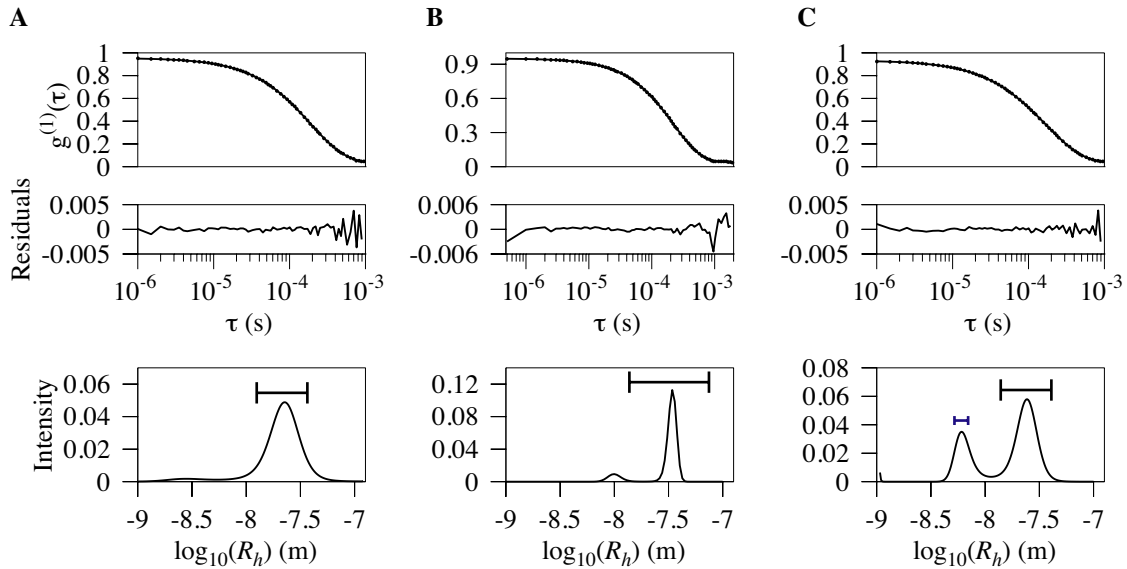 A
B
C
g(1)(τ)
1
0.8
0.6
0.4
0.2
0
0.9
0.6
0.3
0
1
0.8
0.6
0.4
0.2
0
Residuals
0.005
0
-0.005
0.006
0
-0.006
0.005
0
-0.005
10-6 10-5 10-4 10-3
10-6 10-5 10-4 10-3
10-6 10-5 10-4 10-3
τ (s)
τ (s)
τ (s)
Intensity
0.06
0.04
0.02
0
0.12
0.08
0.04
0
0.08
0.06
0.04
0.02
0
-9 -8.5 -8 -7.5 -7
-9 -8.5 -8 -7.5 -7
-9 -8.5 -8 -7.5 -7
log10(Rh) (m)
log10(Rh) (m)
log10(Rh) (m)